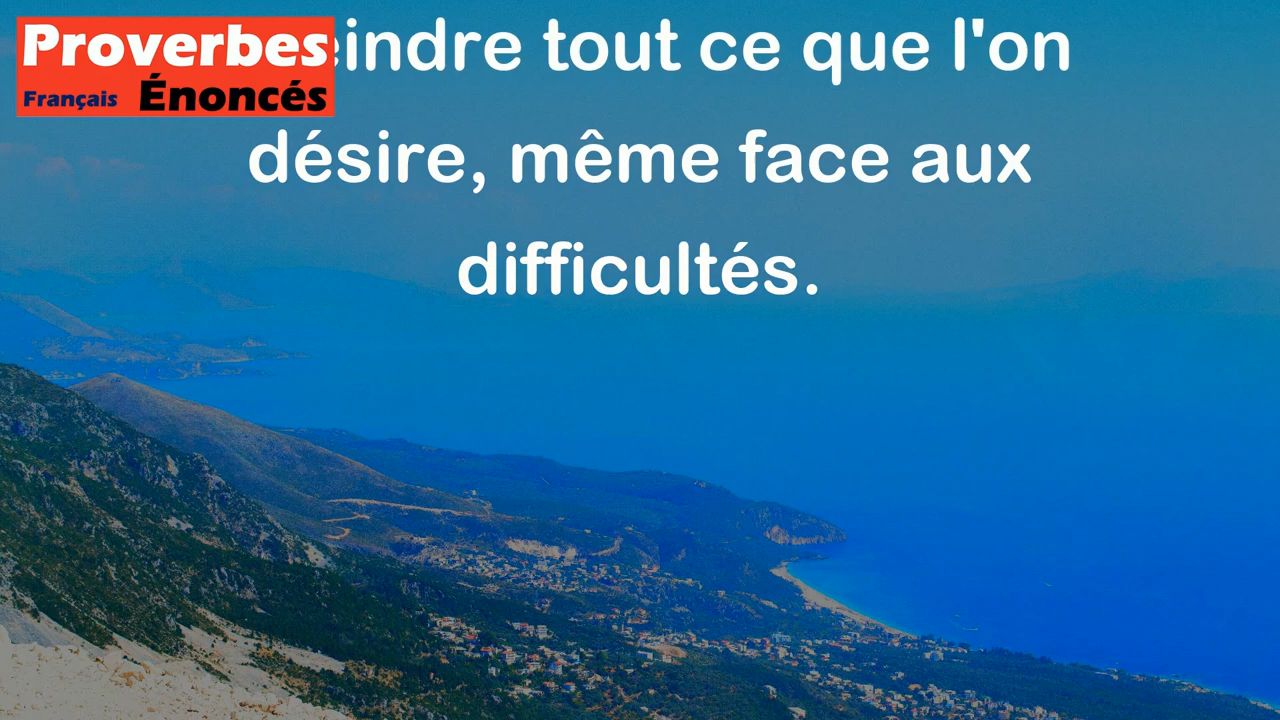 Proverbes
Français Énoncés
eindre tout ce que l'on
désire, même face aux
difficultés.